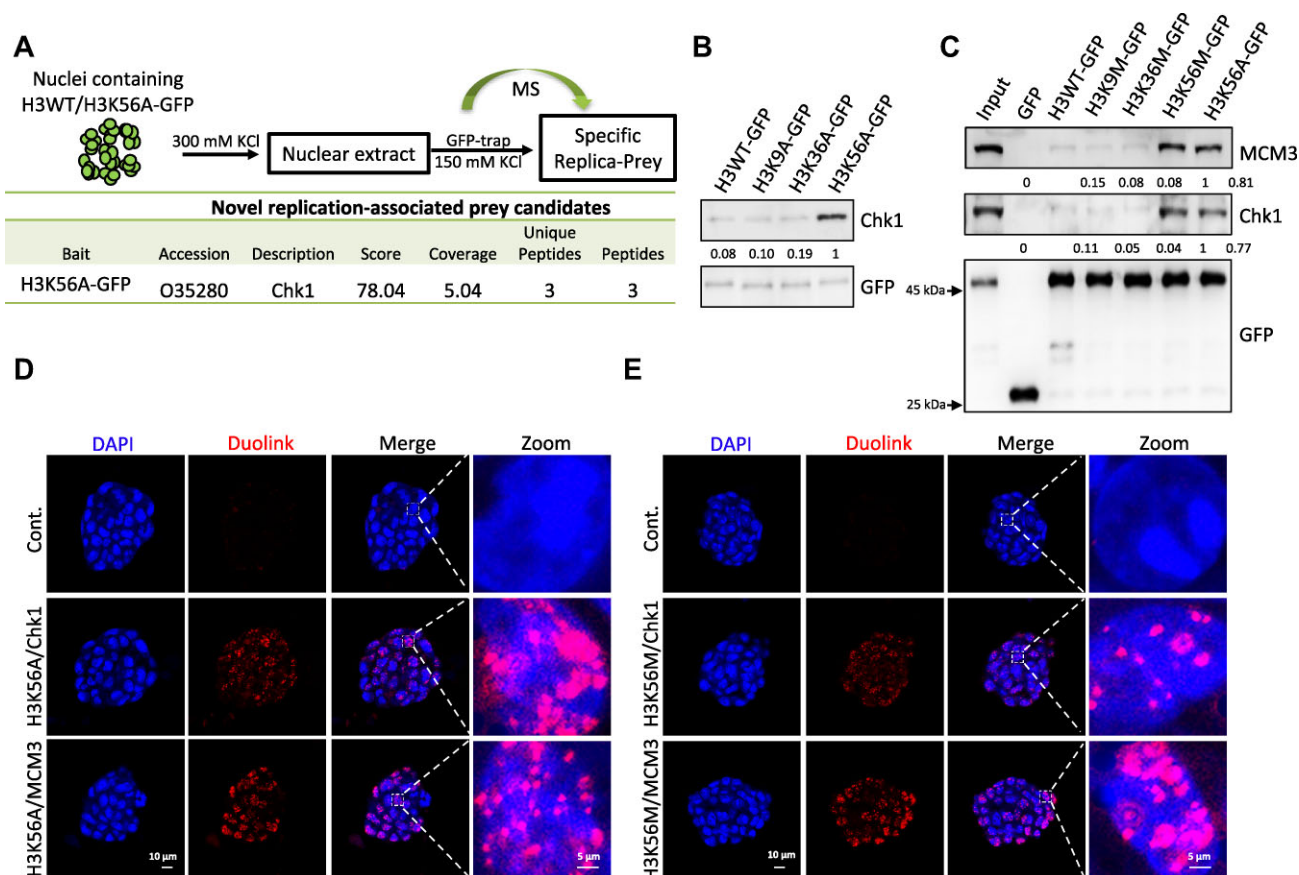 A
Nuclei containing
H3WT/H3K56A-GFP
300 mM KCl
Nuclear extract
MS
GFP-trap
150 mM KCl
Specific
Replica-Prey
Novel replication-associated prey candidates
Bait Accession Description Score Coverage Unique Peptides Peptides
H3K56A-GFP O35280 Chk1 78.04 5.04 3 3
B
H3WT-GFP
H3K9A-GFP
H3K36A-GFP
H3K56A-GFP
Chk1
0.08 0.10 0.19 1
GFP
C
Input
GFP
H3WT-GFP
H3K9M-GFP
H3K36M-GFP
H3K56M-GFP
H3K56A-GFP
MCM3
0 0.15 0.08 0.08 1 0.81
Chk1
0 0.11 0.05 0.04 1 0.77
45 kDa
GFP
25 kDa
D
DAPI Duolink Merge Zoom
Cont.
H3K56A/Chk1
H3K56A/MCM3
10 µm
5 µm
E
DAPI Duolink Merge Zoom
Cont.
H3K56M/Chk1
H3K56M/MCM3
10 µm
5 µm